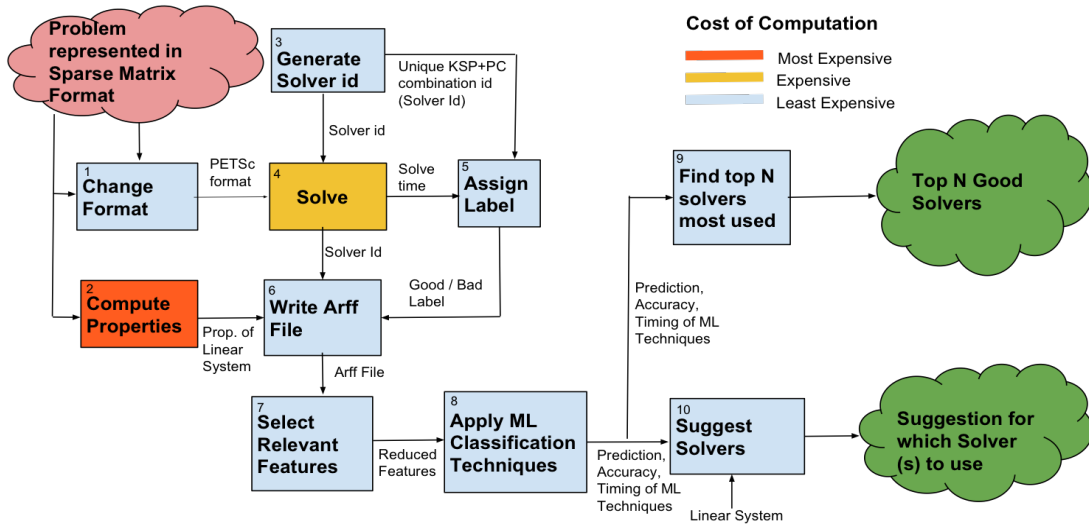 Problem
represented in
Sparse Matrix
Format
3
Generate
Solver id
Unique KSP+PC
combination id
(Solver Id)
Cost of Computation
Most Expensive
Expensive
Least Expensive
Solver id
1
Change
Format
PETSc
format
4
Solve
Solve
time
5
Assign
Label
9
Find top N
solvers
most used
Top N Good
Solvers
Solver Id
Good / Bad
Label
2
Compute
Properties
Prop. of
Linear
System
6
Write Arff
File
Prediction,
Accuracy,
Timing of ML
Techniques
Arff File
7
Select
Relevant
Features
Reduced
Features
8
Apply ML
Classification
Techniques
Prediction,
Accuracy,
Timing of ML
Techniques
10
Suggest
Solvers
Linear System
Suggestion for
which Solver
(s) to use